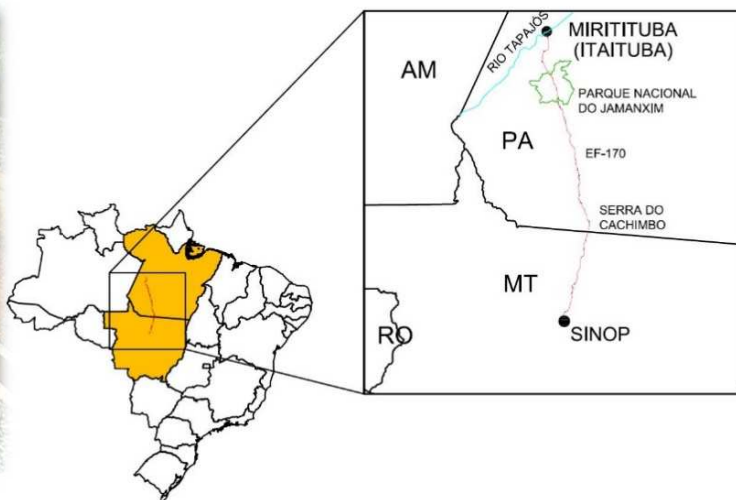 RIO TAPAJÓS
MIRITITUBA
(ITAITUBA)
AM
PARQUE NACIONAL
DO JAMANXIM
PA
EF-170
SERRA DO
CACHIMBO
MT
RO
SINOP